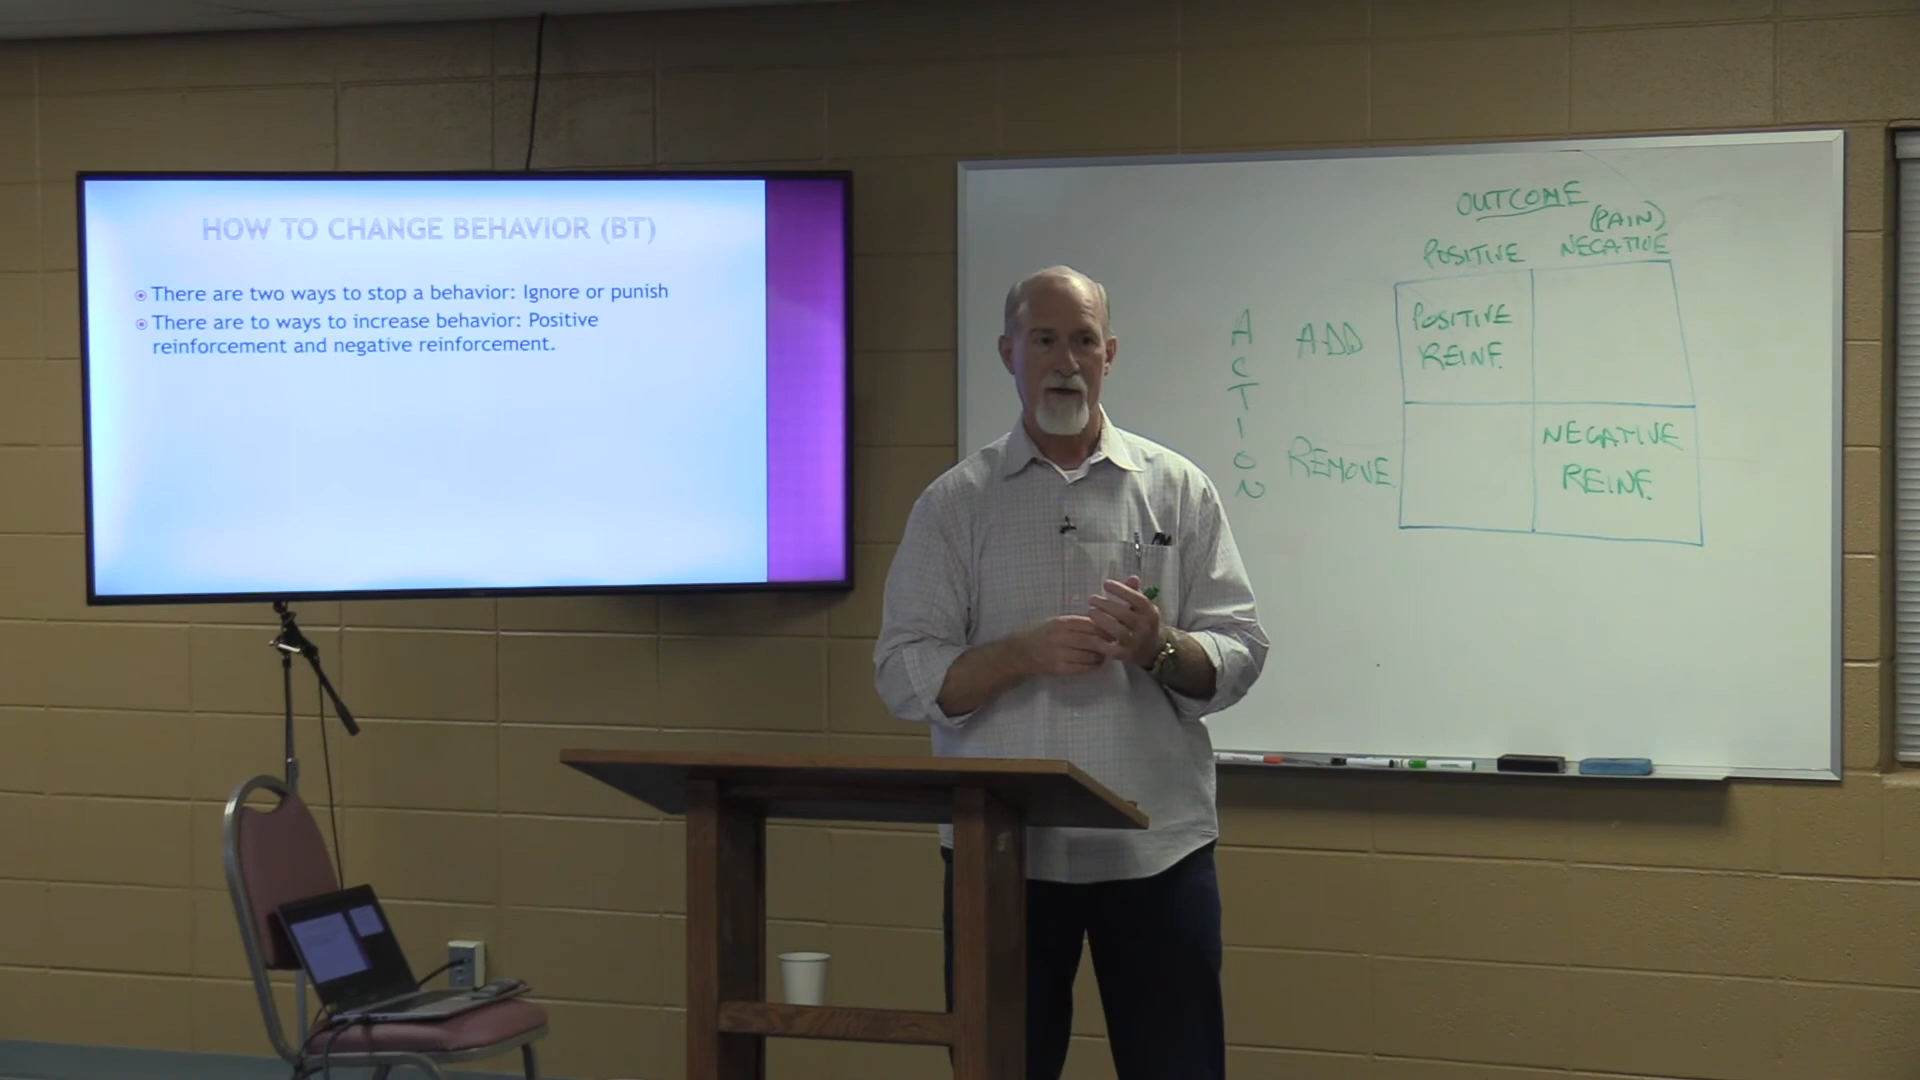 HOW TO CHANGE BEHAVIOR (BT)
There are two ways to stop a behavior: Ignore or punish
There are to ways to increase behavior: Positive
reinforcement and negative reinforcement.
OUTCOME
(PAIN)
POSITIVE NEGATIVE
ACTION
ADD
POSITIVE
REINF.
REMOVE
NEGATIVE
REINF.